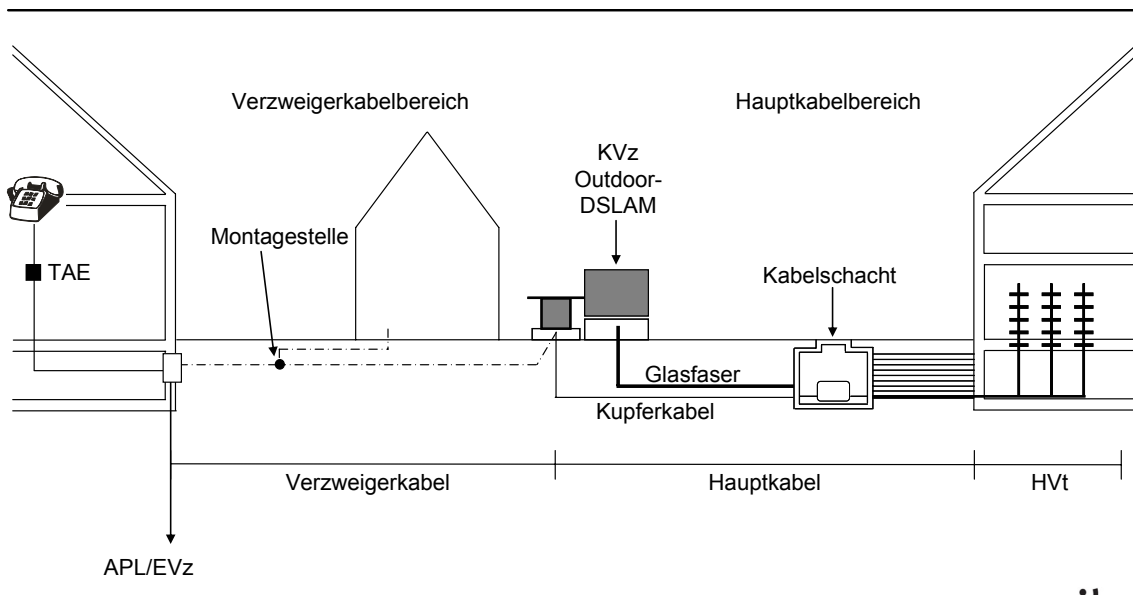 Verzweigerkabelbereich
Hauptkabelbereich
KVz
Outdoor-
DSLAM
Montagestelle
TAE
Kabelschacht
Glasfaser
Kupferkabel
Verzweigerkabel
Hauptkabel
HVt
APL/EVz